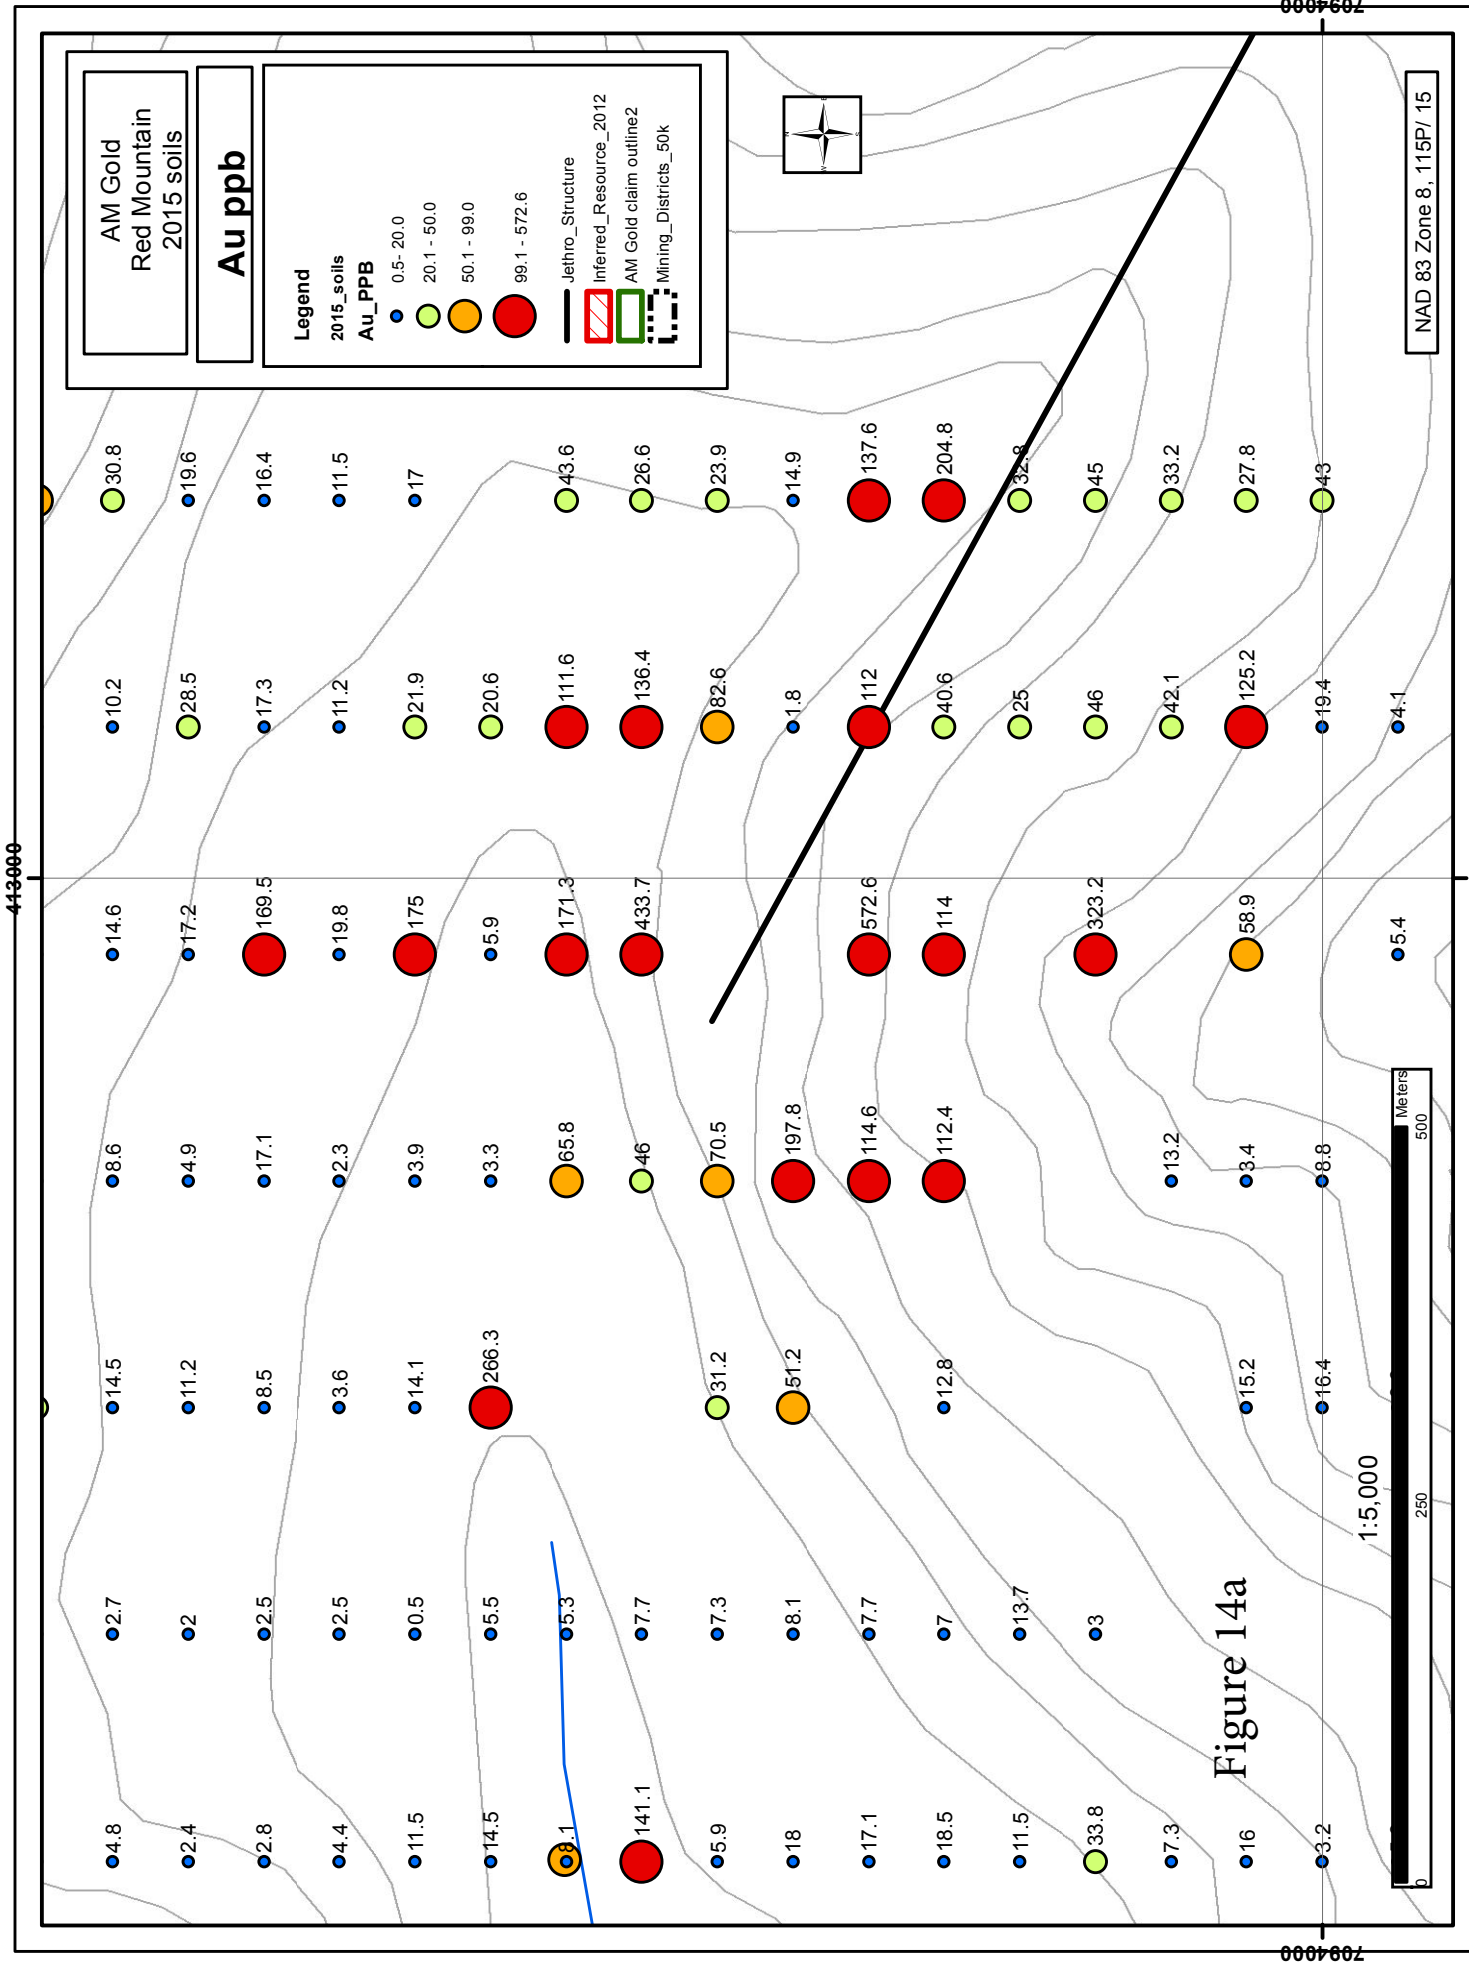 413000
AM Gold
Red Mountain
2015 soils
Au ppb
Legend
2015_soils
Au_PPB
0.5- 20.0
20.1 - 50.0
50.1 - 99.0
99.1 - 572.6
Jethro_Structure
Inferred_Resource_2012
AM Gold claim outline2
Mining_Districts_50k
N
W
E
S
4.8 2.7 14.5 8.6 14.6 10.2 30.8
2.4 2 11.2 4.9 17.2 28.5 19.6
2.8 2.5 8.5 17.1 169.5 17.3 16.4
4.4 2.5 3.6 2.3 19.8 11.2 11.5
11.5 0.5 14.1 3.9 175 21.9 17
14.5 5.5 266.3 3.3 5.9 20.6
8.1 5.3 65.8 171.3 111.6 43.6
141.1 7.7 46 433.7 136.4 26.6
5.9 7.3 31.2 70.5 82.6 23.9
18 8.1 51.2 197.8 1.8 14.9
17.1 7.7 114.6 572.6 112 137.6
18.5 7 12.8 112.4 114 40.6 204.8
11.5 13.7 25 32.8
33.8 3 323.2 46 45
7.3 13.2 42.1 33.2
16 15.2 3.4 58.9 125.2 27.8
7094000 3.2 16.4 8.8 19.4 43 7094000
5.4 4.1
Figure 14a
1:5,000
Meters
0 250 500
NAD 83 Zone 8, 115P/ 15